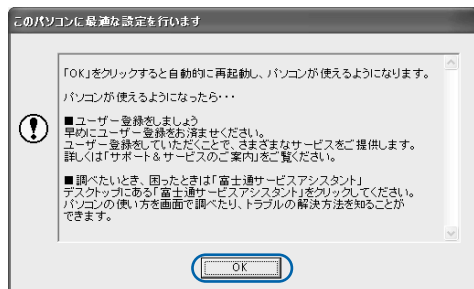 このパソコンに最適な設定を行います
「OK」をクリックすると自動的に再起動し、パソコンが使えるようになります。
パソコンが使えるようになったら・・・
■ユーザー登録をしましょう
早めにユーザー登録をお済ませください。
ユーザー登録をしていただくことで、さまざまなサービスをご提供します。
詳しくは「サポート&サービスのご案内」をご覧ください。
■調べたいとき、困ったときは「富士通サービスアシスタント」
デスクトップにある「富士通サービスアシスタント」をクリックしてください。
パソコンの使い方を画面で調べたり、トラブルの解決方法を知ることが
できます。
OK